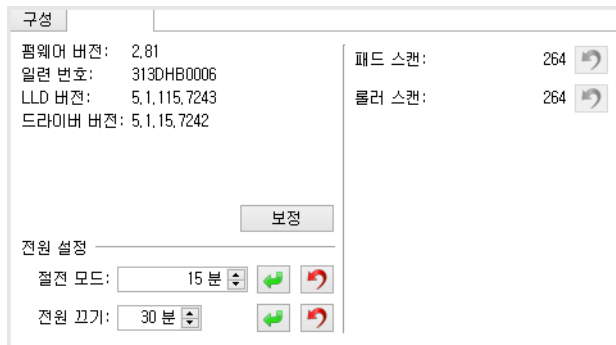 구성
펌웨어 버전: 2,81
일련 번호: 313DHB0006
LLD 버전: 5,1,115,7243
드라이버 버전: 5,1,15,7242
보정
전원 설정
절전 모드: 15 분
전원 끄기: 30 분
패드 스캔: 264
롤러 스캔: 264